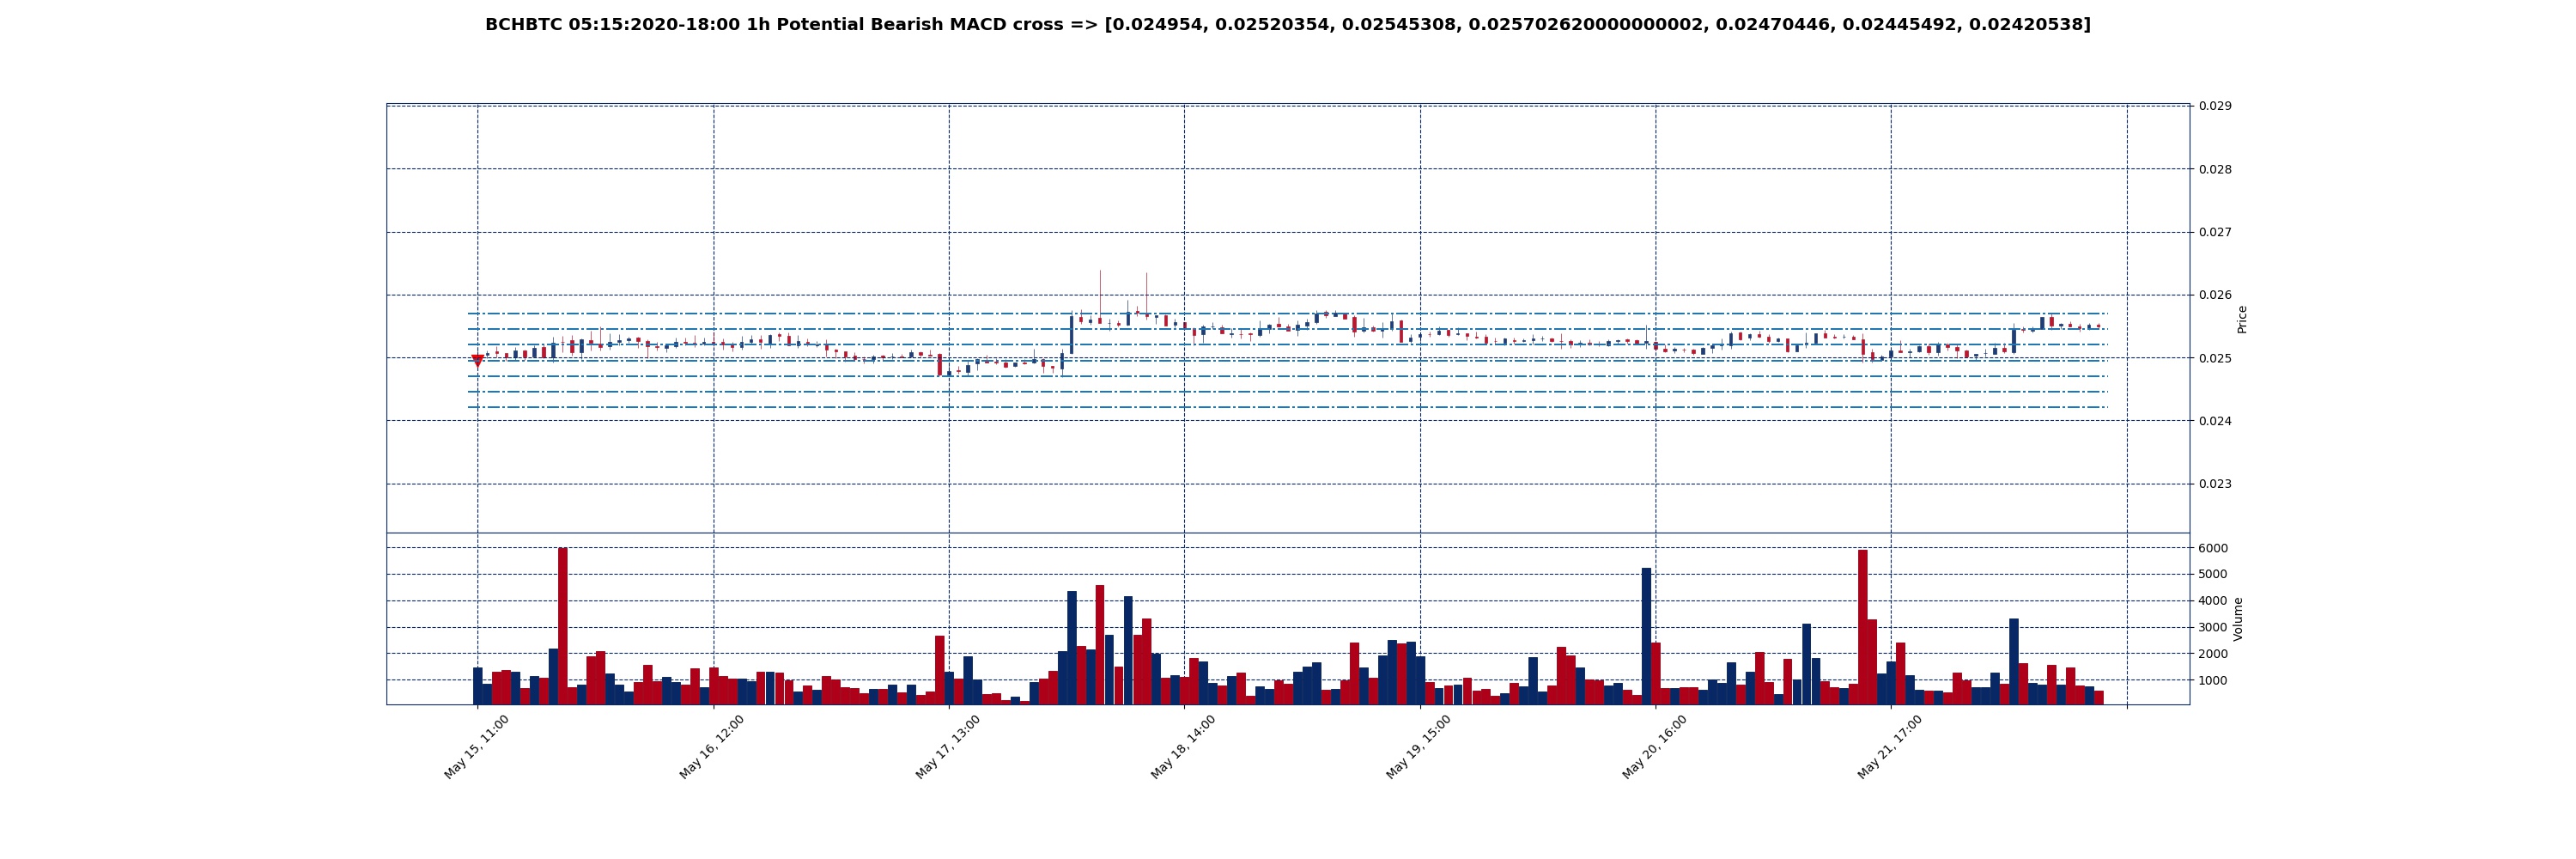 BCHBTC 05:15:2020-18:00 1h Potential Bearish MACD cross => [0.024954, 0.02520354, 0.02545308, 0.025702620000000002, 0.02470446, 0.02445492, 0.02420538]
0.029
0.028
0.027
0.026
0.025
0.024
0.023
Price
6000
5000
4000
3000
2000
1000
Volume
May 15, 11:00
May 16, 12:00
May 17, 13:00
May 18, 14:00
May 19, 15:00
May 20, 16:00
May 21, 17:00